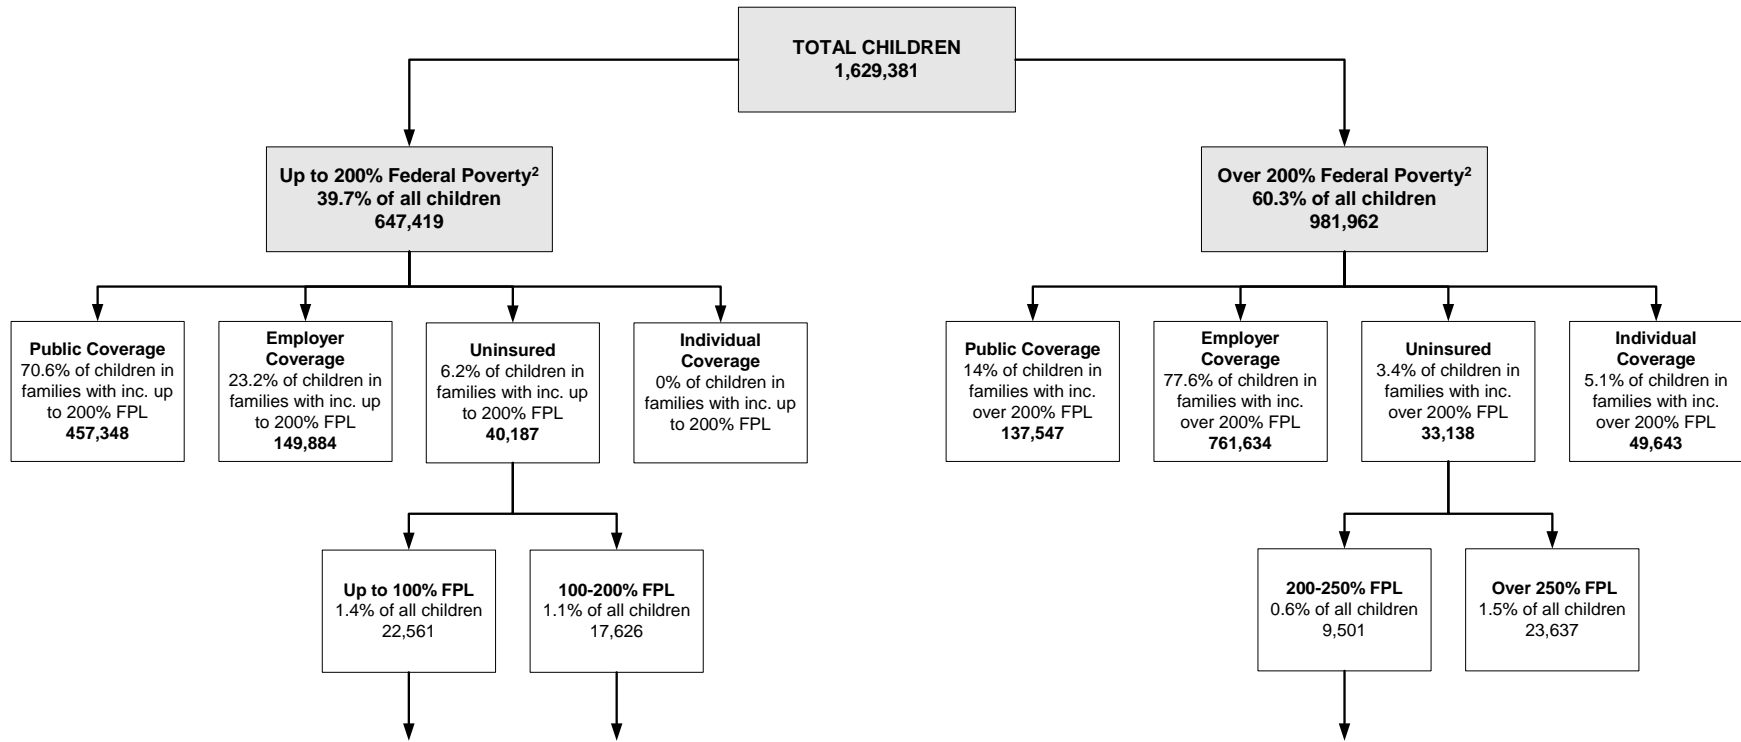 TOTAL CHILDREN
1,629,381
Up to 200% Federal Poverty²
39.7% of all children
647,419
Over 200% Federal Poverty²
60.3% of all children
981,962
Public Coverage
70.6% of children in
families with inc. up
to 200% FPL
457,348
Employer
Coverage
23.2% of children in
families with inc. up
to 200% FPL
149,884
Uninsured
6.2% of children in
families with inc. up
to 200% FPL
40,187
Individual
Coverage
0% of children in
families with inc. up
to 200% FPL
Public Coverage
14% of children in
families with inc.
over 200% FPL
137,547
Employer
Coverage
77.6% of children in
families with inc.
over 200% FPL
761,634
Uninsured
3.4% of children in
families with inc.
over 200% FPL
33,138
Individual
Coverage
5.1% of children in
families with inc.
over 200% FPL
49,643
Up to 100% FPL
1.4% of all children
22,561
100-200% FPL
1.1% of all children
17,626
200-250% FPL
0.6% of all children
9,501
Over 250% FPL
1.5% of all children
23,637